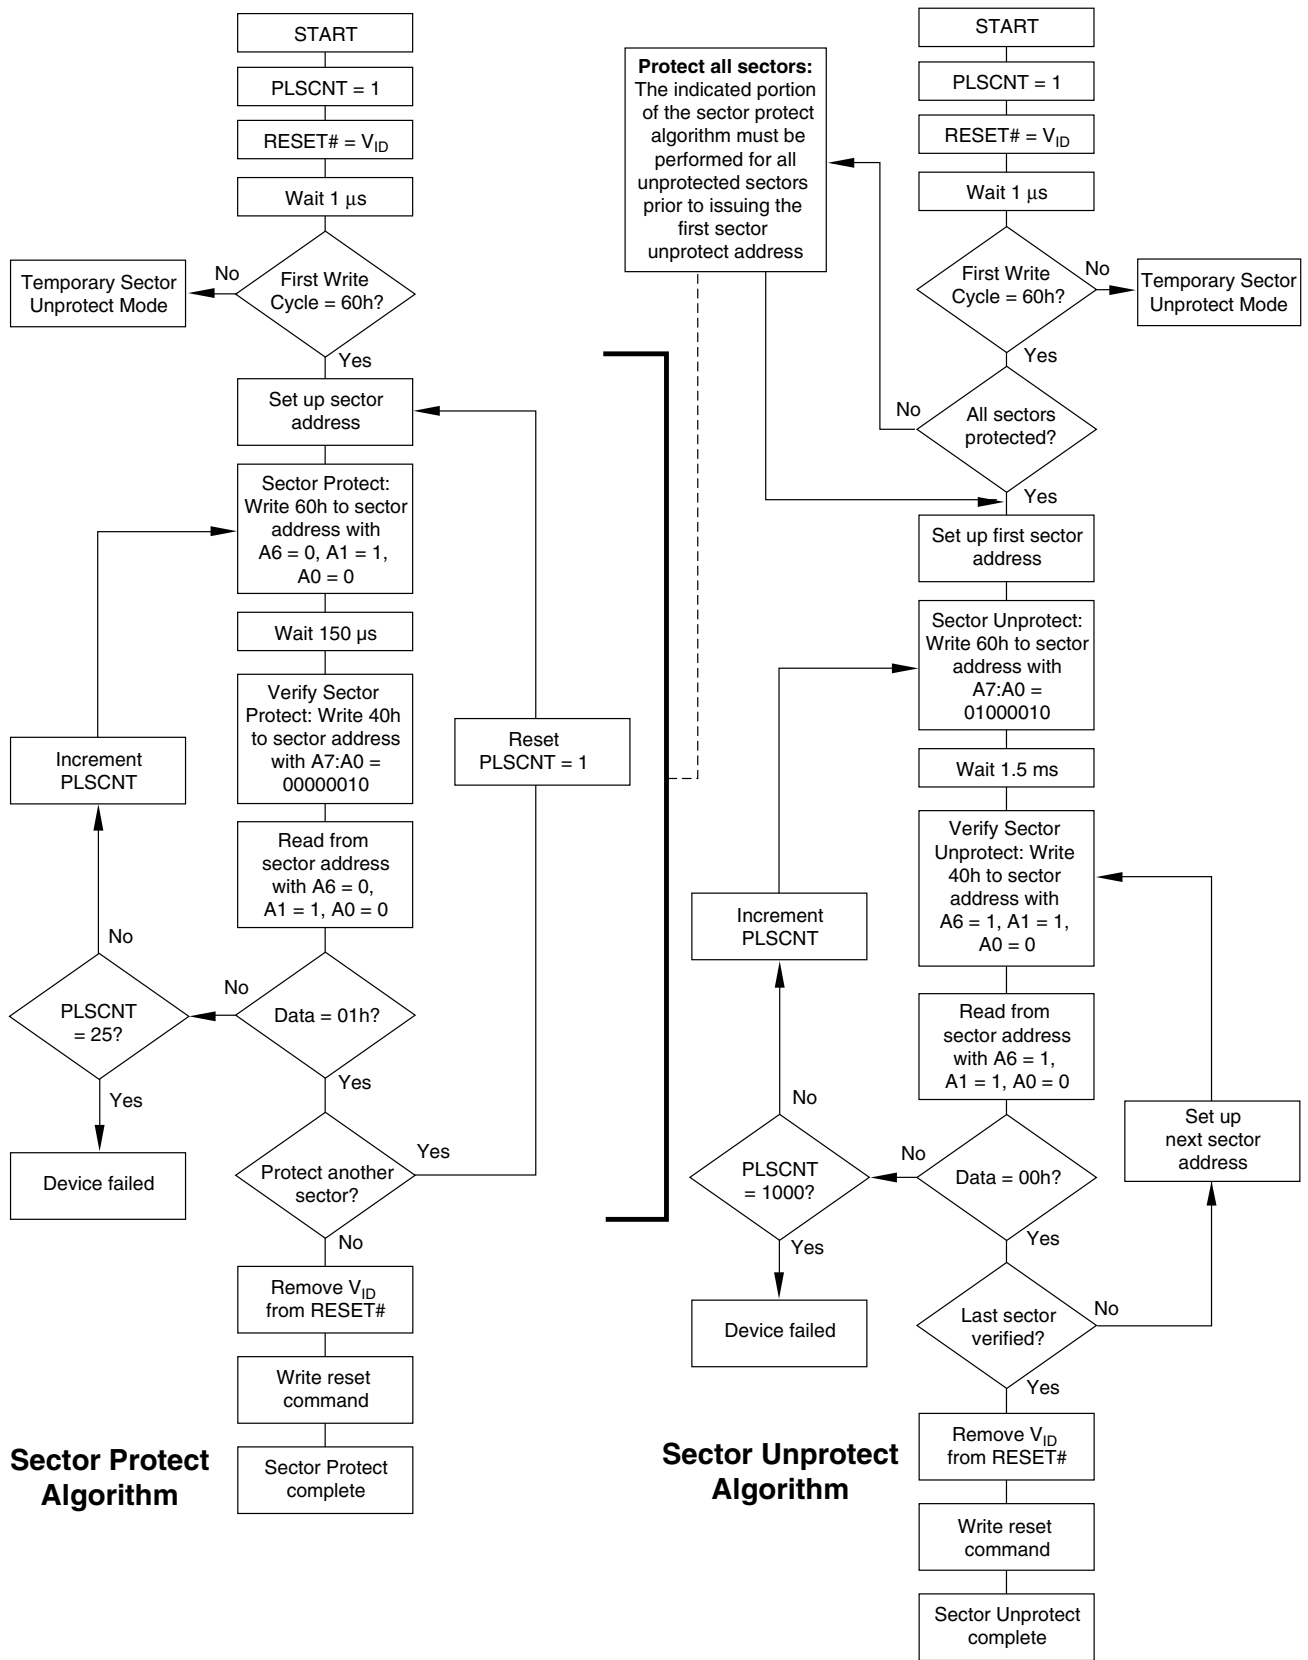 START
PLSCNT = 1
RESET# = VID
Wait 1 μs
First Write
Cycle = 60h?
No
Temporary Sector
Unprotect Mode
Yes
Set up sector
address
Sector Protect:
Write 60h to sector
address with
A6 = 0, A1 = 1,
A0 = 0
Wait 150 µs
Verify Sector
Protect: Write 40h
to sector address
with A7:A0 =
00000010
Reset
PLSCNT = 1
Increment
PLSCNT
Read from
sector address
with A6 = 0,
A1 = 1, A0 = 0
No
No
PLSCNT
= 25?
Data = 01h?
Yes
Yes
Device failed
Protect another
sector?
Yes
No
Remove VID
from RESET#
Write reset
command
Sector Protect
complete
Sector Protect
Algorithm
Protect all sectors:
The indicated portion
of the sector protect
algorithm must be
performed for all
unprotected sectors
prior to issuing the
first sector
unprotect address
START
PLSCNT = 1
RESET# = VID
Wait 1 μs
First Write
Cycle = 60h?
No
Temporary Sector
Unprotect Mode
Yes
No
All sectors
protected?
Yes
Set up first sector
address
Sector Unprotect:
Write 60h to sector
address with
A7:A0 =
01000010
Wait 1.5 ms
Verify Sector
Unprotect: Write
40h to sector
address with
A6 = 1, A1 = 1,
A0 = 0
Increment
PLSCNT
Read from
sector address
with A6 = 1,
A1 = 1, A0 = 0
No
No
PLSCNT
= 1000?
Data = 00h?
Set up
next sector
address
Yes
Yes
Device failed
Last sector
verified?
No
Yes
Remove VID
from RESET#
Write reset
command
Sector Unprotect
complete
Sector Unprotect
Algorithm